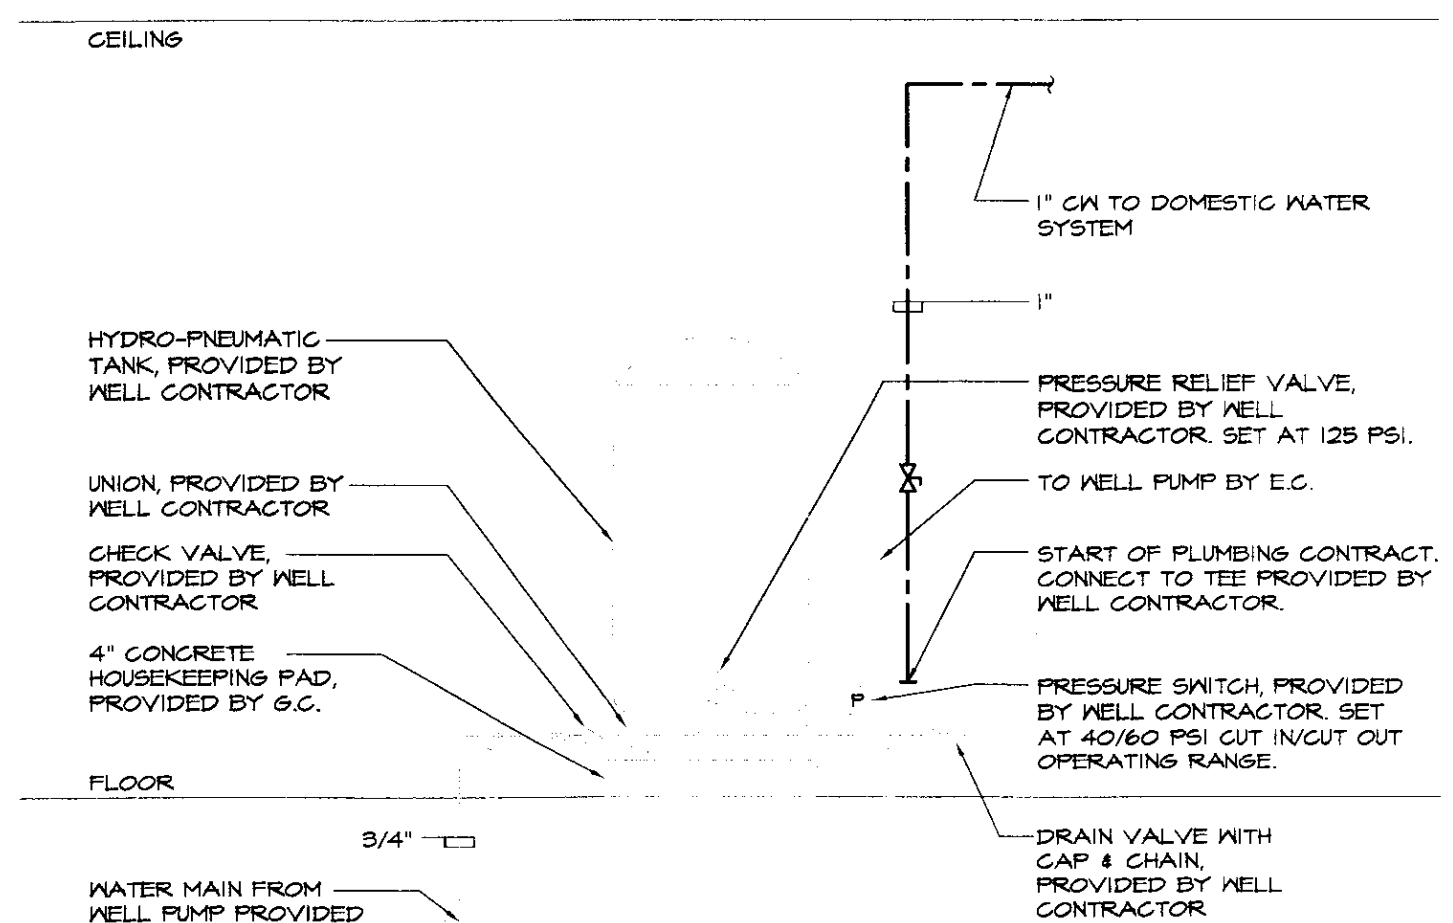 CEILING
1" CW TO DOMESTIC WATER
SYSTEM
1"
HYDRO-PNEUMATIC
TANK, PROVIDED BY
WELL CONTRACTOR
PRESSURE RELIEF VALVE,
PROVIDED BY WELL
CONTRACTOR. SET AT 125 PSI.
UNION, PROVIDED BY
WELL CONTRACTOR
TO WELL PUMP BY E.C.
CHECK VALVE,
PROVIDED BY WELL
CONTRACTOR
START OF PLUMBING CONTRACT.
CONNECT TO TEE PROVIDED BY
WELL CONTRACTOR.
4" CONCRETE
HOUSEKEEPING PAD,
PROVIDED BY G.C.
P
PRESSURE SWITCH, PROVIDED
BY WELL CONTRACTOR. SET
AT 40/60 PSI CUT IN/CUT OUT
OPERATING RANGE.
FLOOR
3/4"
DRAIN VALVE WITH
CAP & CHAIN,
PROVIDED BY WELL
CONTRACTOR
WATER MAIN FROM
WELL PUMP PROVIDED